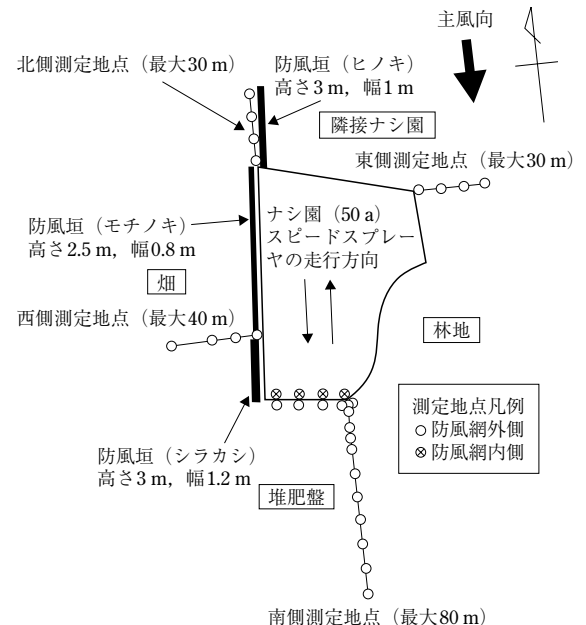 主風向
北側測定地点（最大30 m）
防風垣（ヒノキ）
高さ3 m，幅1 m
隣接ナシ園
東側測定地点（最大30 m）
防風垣（モチノキ）
高さ2.5 m，幅0.8 m
ナシ園（50 a）
スピードスプレー
ヤの走行方向
畑
西側測定地点（最大40 m）
林地
測定地点凡例
防風網外側
防風網内側
防風垣（シラカシ）
高さ3 m，幅1.2 m
堆肥盤
南側測定地点（最大80 m）